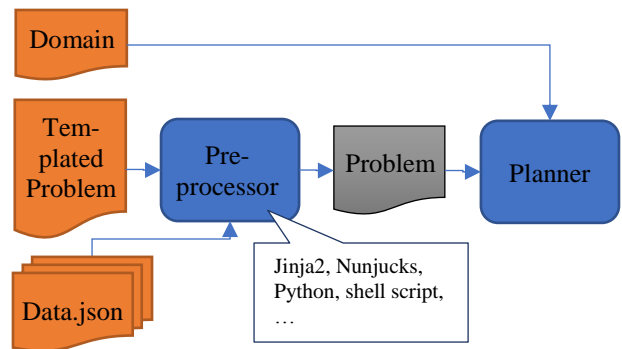 Domain
Tem-
plated
Problem
Pre-
processor
Problem
Planner
Data.json
Jinja2, Nunjucks,
Python, shell script,
…